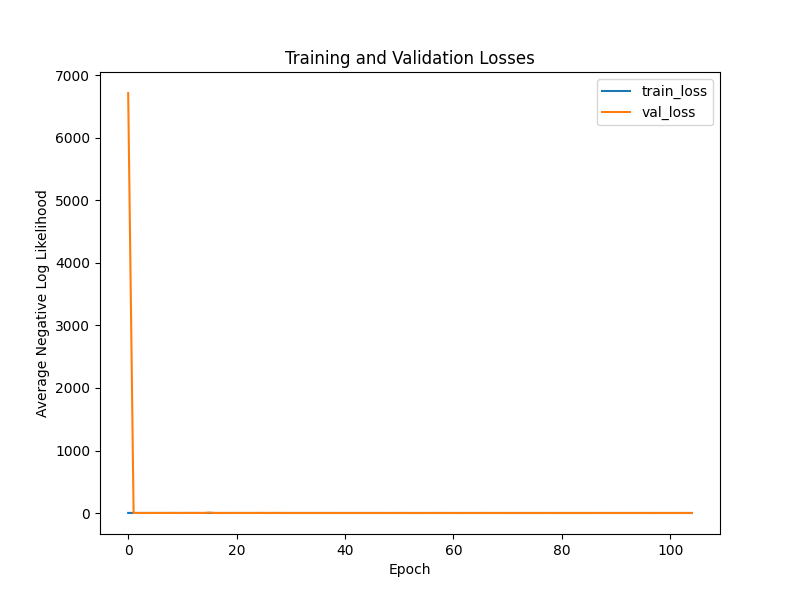 Training and Validation Losses
train_loss
val_loss
7000
6000
5000
4000
3000
2000
1000
0
Average Negative Log Likelihood
0
20
40
60
80
100
Epoch